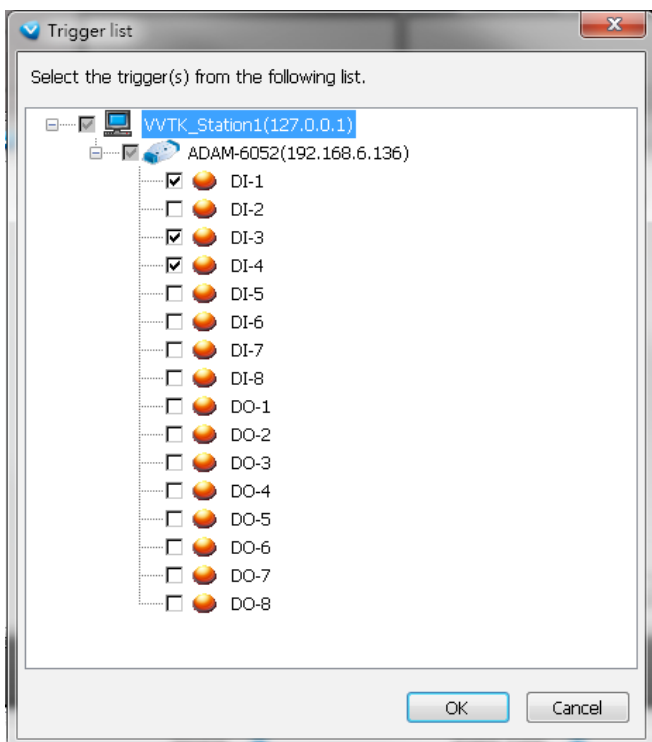 Trigger list
Select the trigger(s) from the following list.
VVTK_Station1(127.0.0.1)
ADAM-6052(192.168.6.136)
DI-1
DI-2
DI-3
DI-4
DI-5
DI-6
DI-7
DI-8
DO-1
DO-2
DO-3
DO-4
DO-5
DO-6
DO-7
DO-8
OK Cancel